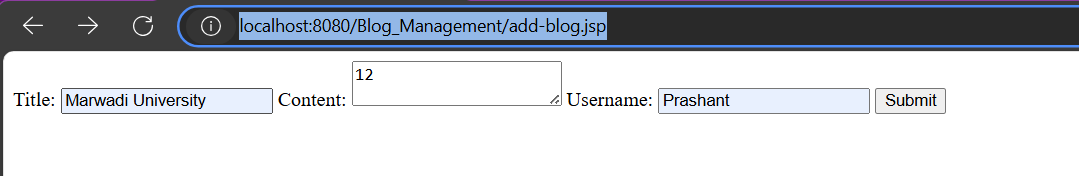 localhost:8080/Blog_Management/add-blog.jsp
Title: Marwadi University Content: 12 Username: Prashant Submit